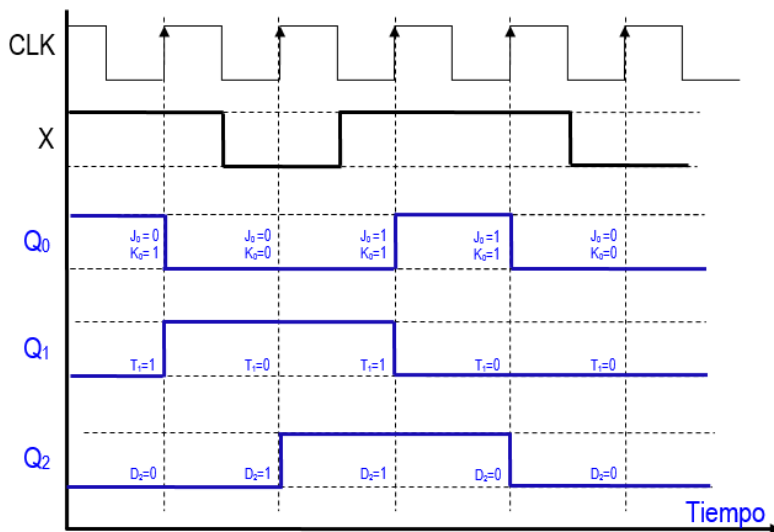 CLK
X
Q₀
J₀ = 0 J₀=0 J₀=1 J₀=1 J₀=0
K₀= 1 K₀=0 K₀=1 K₀=1 K₀=0
Q₁
T₁=1 T₁=0 T₁=1 T₁=0 T₁=0
Q₂
D₂=0 D₂=1 D₂=1 D₂=0 D₂=0
Tiempo